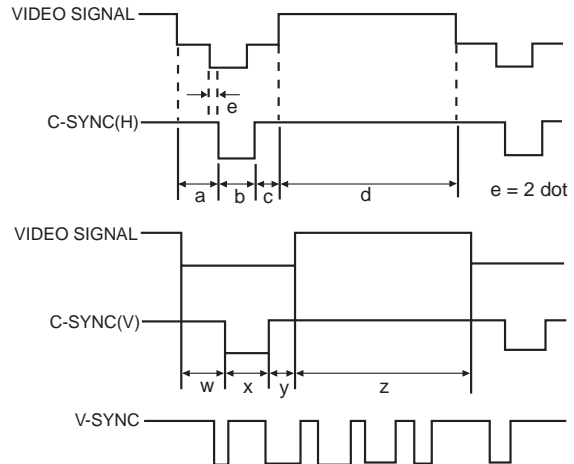 VIDEO SIGNAL
e
C-SYNC(H)
a b c d e = 2 dot
VIDEO SIGNAL
C-SYNC(V)
w x y z
V-SYNC